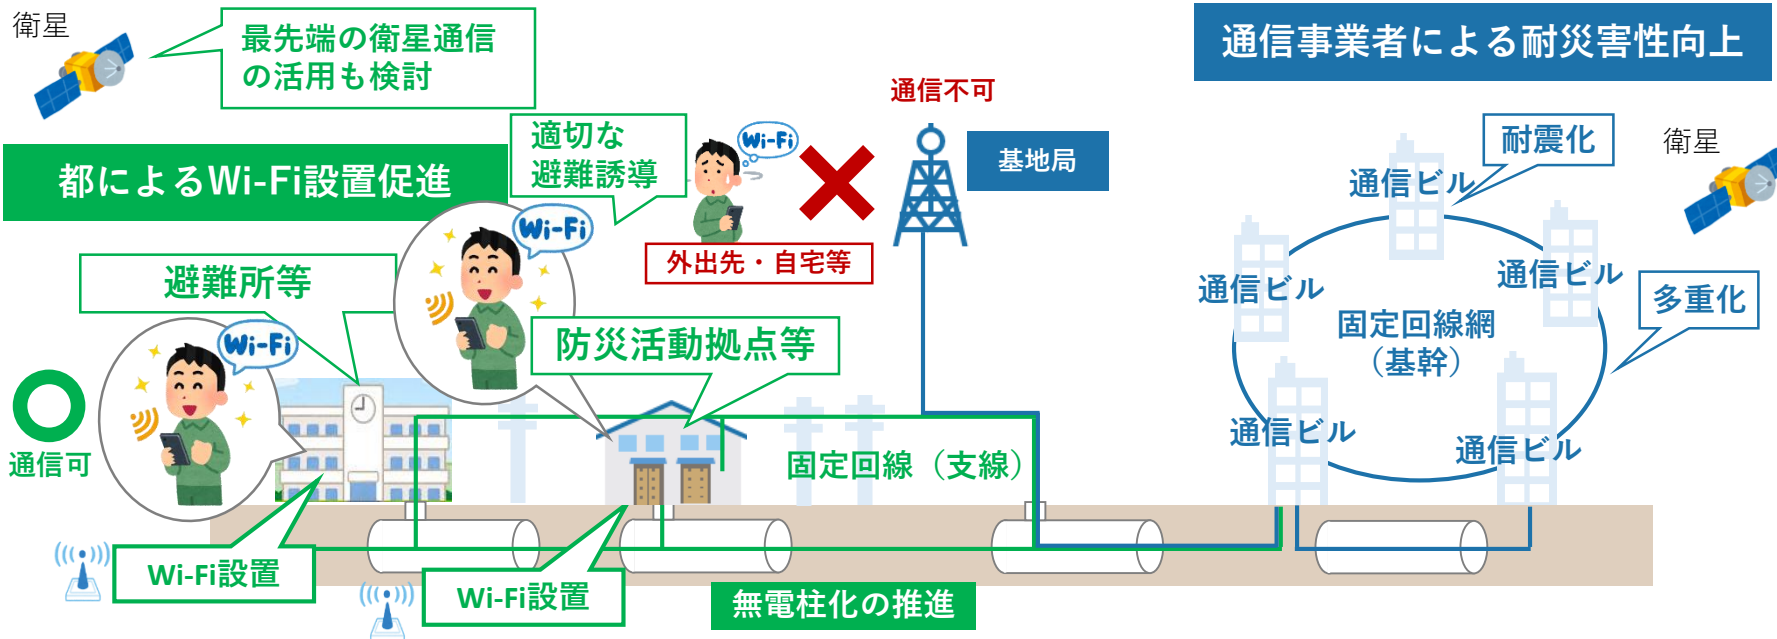 衛星
最先端の衛星通信
の活用も検討
都によるWi-Fi設置促進
適切な
避難誘導
Wi-Fi
通信不可
基地局
外出先・自宅等
避難所等
Wi-Fi
Wi-Fi
防災活動拠点等
通信可
固定回線（支線）
Wi-Fi設置
Wi-Fi設置
無電柱化の推進
通信事業者による耐災害性向上
耐震化
衛星
通信ビル
通信ビル
通信ビル
多重化
固定回線網
（基幹）
通信ビル
通信ビル